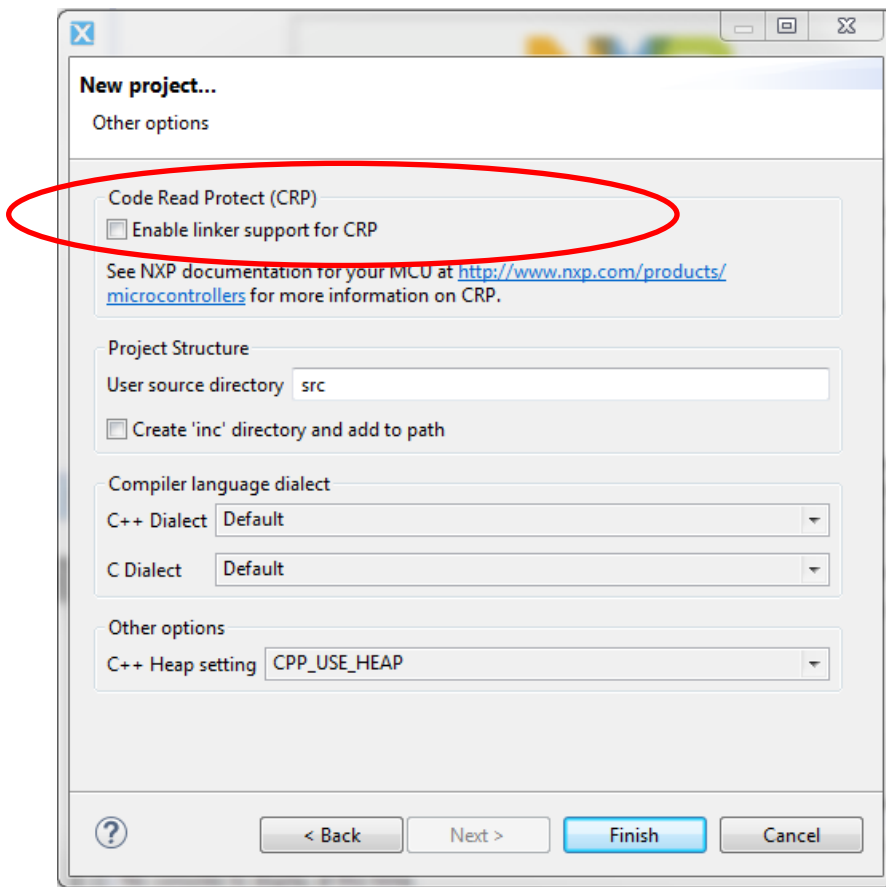 New project...
Other options
Code Read Protect (CRP)
Enable linker support for CRP
See NXP documentation for your MCU at http://www.nxp.com/products/
microcontrollers for more information on CRP.
Project Structure
User source directory src
Create 'inc' directory and add to path
Compiler language dialect
C++ Dialect Default
C Dialect Default
Other options
C++ Heap setting CPP_USE_HEAP
? < Back Next > Finish Cancel